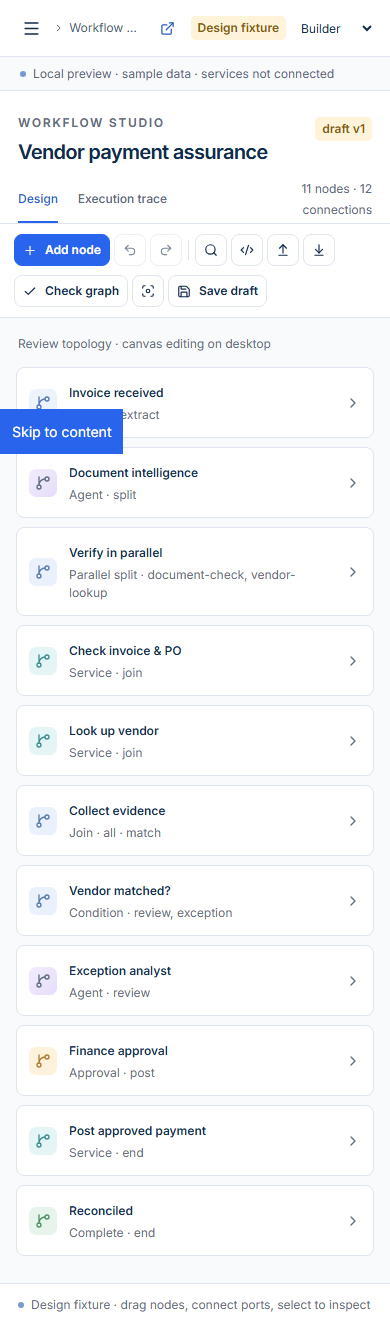 Workflow ...
Design fixture
Builder
Local preview · sample data · services not connected
WORKFLOW STUDIO
draft v1
Vendor payment assurance
Design
Execution trace
11 nodes · 12
connections
Add node
Check graph
Save draft
Review topology · canvas editing on desktop
Invoice received
extract
Skip to content
Document intelligence
Agent · split
Verify in parallel
Parallel split · document-check, vendor-
lookup
Check invoice & PO
Service · join
Look up vendor
Service · join
Collect evidence
Join · all · match
Vendor matched?
Condition · review, exception
Exception analyst
Agent · review
Finance approval
Approval · post
Post approved payment
Service · end
Reconciled
Complete · end
Design fixture · drag nodes, connect ports, select to inspect